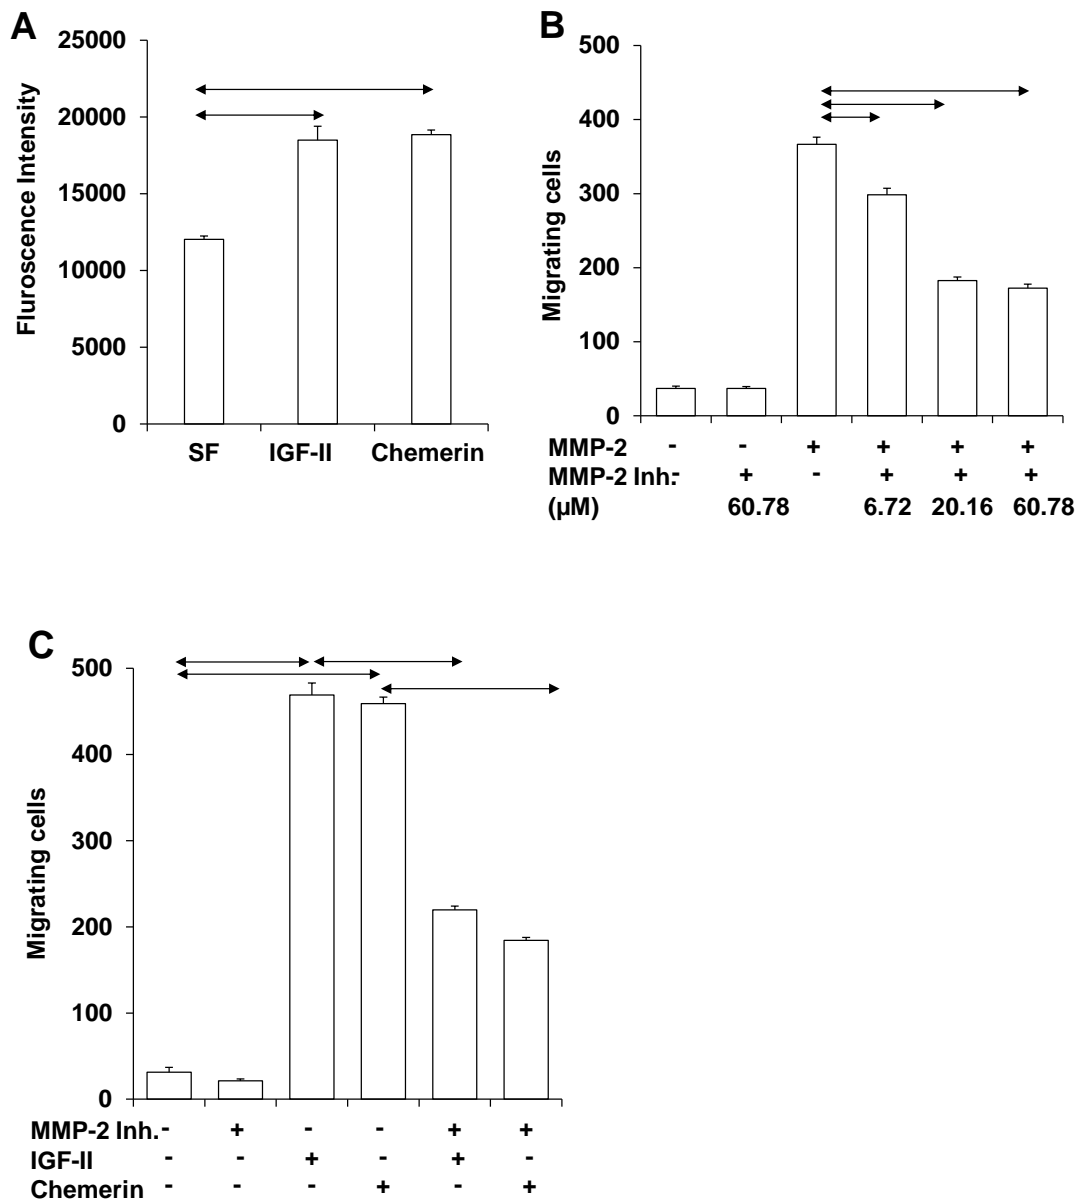 A
25000
20000
15000
10000
5000
0
Fluroscence Intensity
SF IGF-II Chemerin
B
500
400
300
200
100
0
Migrating cells
MMP-2 - - + + + +
MMP-2 Inh. - + - + + +
(µM) 60.78 6.72 20.16 60.78
C
500
400
300
200
100
0
Migrating cells
MMP-2 Inh. - + - - + +
IGF-II - - + - + -
Chemerin - - - + - +